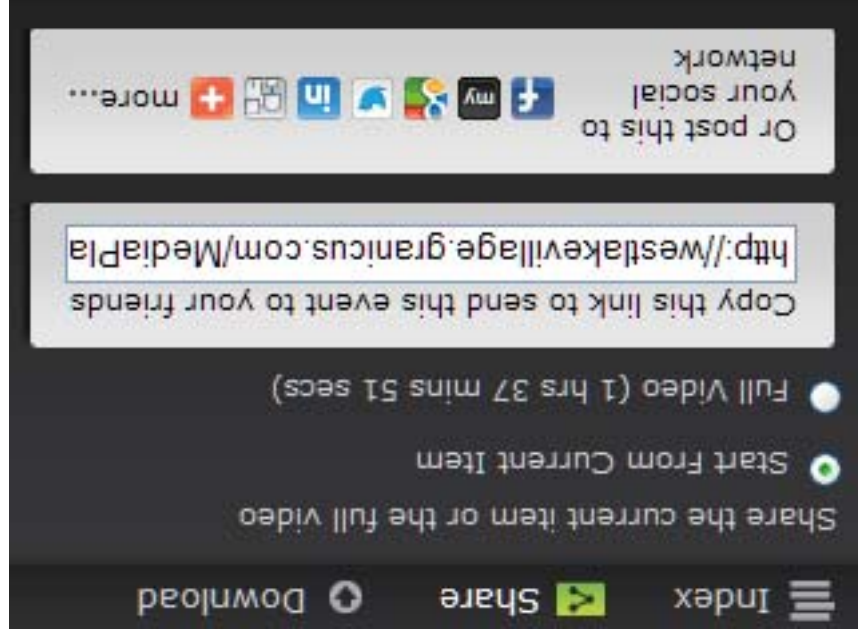 Index Share Download
Share the current item or the full video
Start From Current Item
Full Video (1 hrs 37 mins 51 secs)
Copy this link to send this event to your friends
http://westlakevillage.granicus.com/MediaPla
Or post this to
your social
network
my in more...